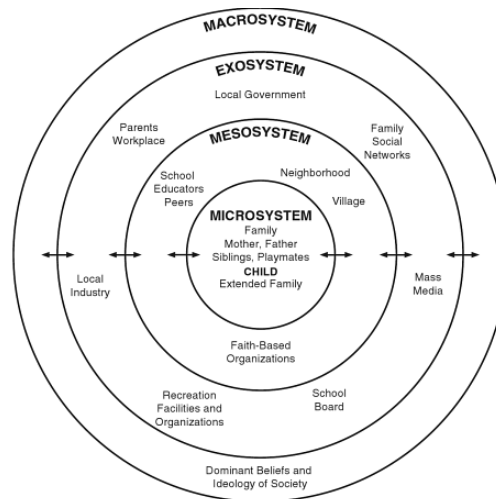 MACROSYSTEM
EXOSYSTEM
Local Government
Parents
Workplace
Family
Social
Networks
MESOSYSTEM
School
Educators
Peers
Neighborhood
Village
MICROSYSTEM
Family
Mother, Father
Siblings, Playmates
CHILD
Extended Family
Local
Industry
Mass
Media
Faith-Based
Organizations
Recreation
Facilities and
Organizations
School
Board
Dominant Beliefs and
Ideology of Society